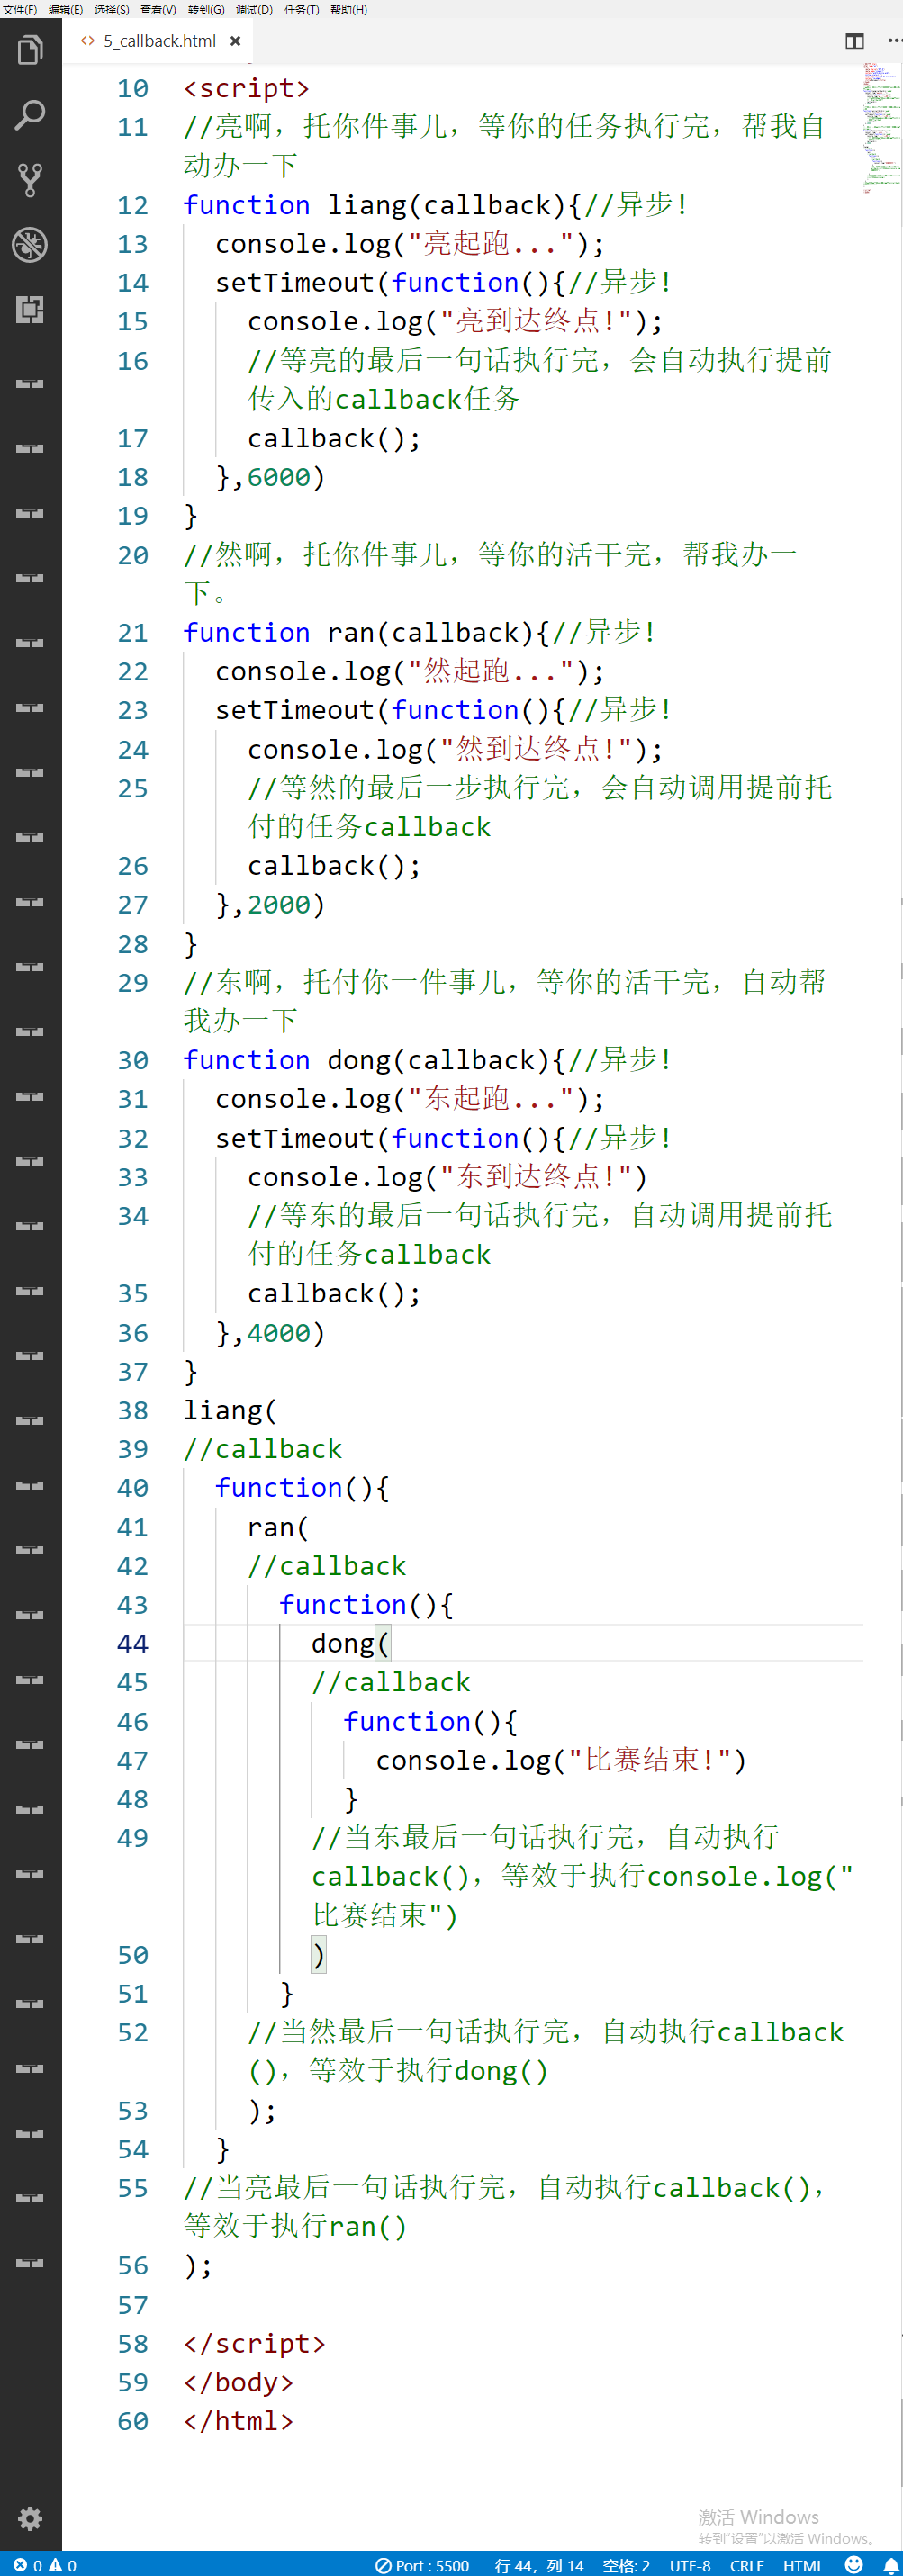 文件(F) 编辑(E) 选择(S) 查看(V) 转到(G) 调试(D) 任务(T) 帮助(H)
<> 5_callback.html ×
10 <script>
11 //亮啊，托你件事儿，等你的任务执行完，帮我自
动办一下
12 function liang(callback){//异步!
13 console.log("亮起跑...");
14 setTimeout(function(){//异步!
15 console.log("亮到达终点!");
16 //等亮的最后一句话执行完，会自动执行提前
传入的callback任务
17 callback();
18 },6000)
19 }
20 //然啊，托你件事儿，等你的活干完，帮我办一
下。
21 function ran(callback){//异步!
22 console.log("然起跑...");
23 setTimeout(function(){//异步!
24 console.log("然到达终点!");
25 //等然的最后一步执行完，会自动调用提前托
付的任务callback
26 callback();
27 },2000)
28 }
29 //东啊，托付你一件事儿，等你的活干完，自动帮
我办一下
30 function dong(callback){//异步!
31 console.log("东起跑...");
32 setTimeout(function(){//异步!
33 console.log("东到达终点!")
34 //等东的最后一句话执行完，自动调用提前托
付的任务callback
35 callback();
36 },4000)
37 }
38 liang(
39 //callback
40 function(){
41 ran(
42 //callback
43 function(){
44 dong(
45 //callback
46 function(){
47 console.log("比赛结束!")
48 }
49 //当东最后一句话执行完，自动执行
callback()，等效于执行console.log("
比赛结束")
50 )
51 }
52 //当然最后一句话执行完，自动执行callback
()，等效于执行dong()
53 );
54 }
55 //当亮最后一句话执行完，自动执行callback()，
等效于执行ran()
56 );
57
58 </script>
59 </body>
60 </html>
激活 Windows
转到"设置"以激活 Windows。
0 0 Port : 5500 行 44，列 14 空格: 2 UTF-8 CRLF HTML